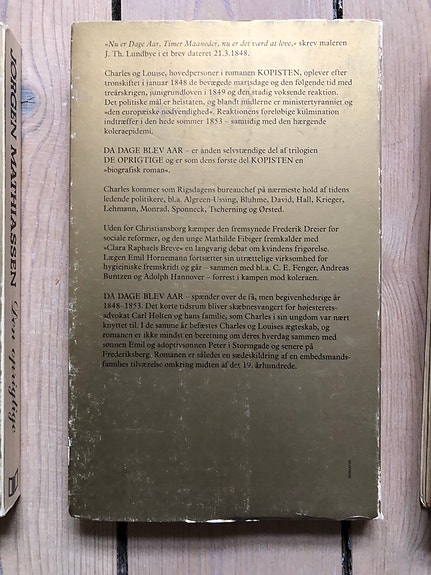 JØRGEN MATHIASSEN De oprigtige
»Nu er Dage Aar, Timer Maaneder, nu er det værd at leve,« skrev maleren
J. Th. Lundbye i et brev dateret 21.3.1848.
Charles og Louise, hovedpersoner i romanen KOPISTEN, oplever efter
tronskiftet i januar 1848 de bevægede martsdage og den følgende tid med
treårskrigen, junigrundloven i 1849 og den stadig voksende reaktion.
Det politiske mål er helstaten, og blandt midlerne er ministertyranniet og
»den europæiske nødvendighed«. Reaktionens foreløbige kulmination
indtræffer i den hede sommer 1853 – samtidig med den hærgende
koleraepidemi.
DA DAGE BLEV AAR – er anden selvstændige del af trilogien
DE OPRIGTIGE og er som dens første del KOPISTEN en
»biografisk roman«.
Charles kommer som Rigsdagens bureauchef på nærmeste hold af tidens
ledende politikere, bl.a. Algreen-Ussing, Bluhme, David, Hall, Krieger,
Lehmann, Monrad, Sponneck, Tscherning og Ørsted.
Uden for Christiansborg kæmper den fremsynede Frederik Dreier for
sociale reformer, og den unge Mathilde Fibiger fremkalder med
»Clara Raphaels Breve« en langvarig debat om kvindens frigørelse.
Lægen Emil Hornemann fortsætter sin utrættelige virksomhed for
hygiejniske fremskridt og går – sammen med bl.a. C. E. Fenger, Andreas
Buntzen og Adolph Hannover – forrest i kampen mod koleraen.
DA DAGE BLEV AAR – spænder over de få, men begivenhedsrige år
1848–1853. Det korte tidsrum bliver skæbnesvangert for højesterets-
advokat Carl Holten og hans familie, som Charles i sin ungdom var nært
knyttet til. I de samme år befæstes Charles og Louises ægteskab, og
romanen er ikke mindst en beretning om deres hverdag sammen med
sønnen Emil og adoptivsønnen Peter i Stormgade og senere på
Frederiksberg. Romanen er således en sædeskildring af en embedsmands-
families tilværelse omkring midten af det 19. århundrede.